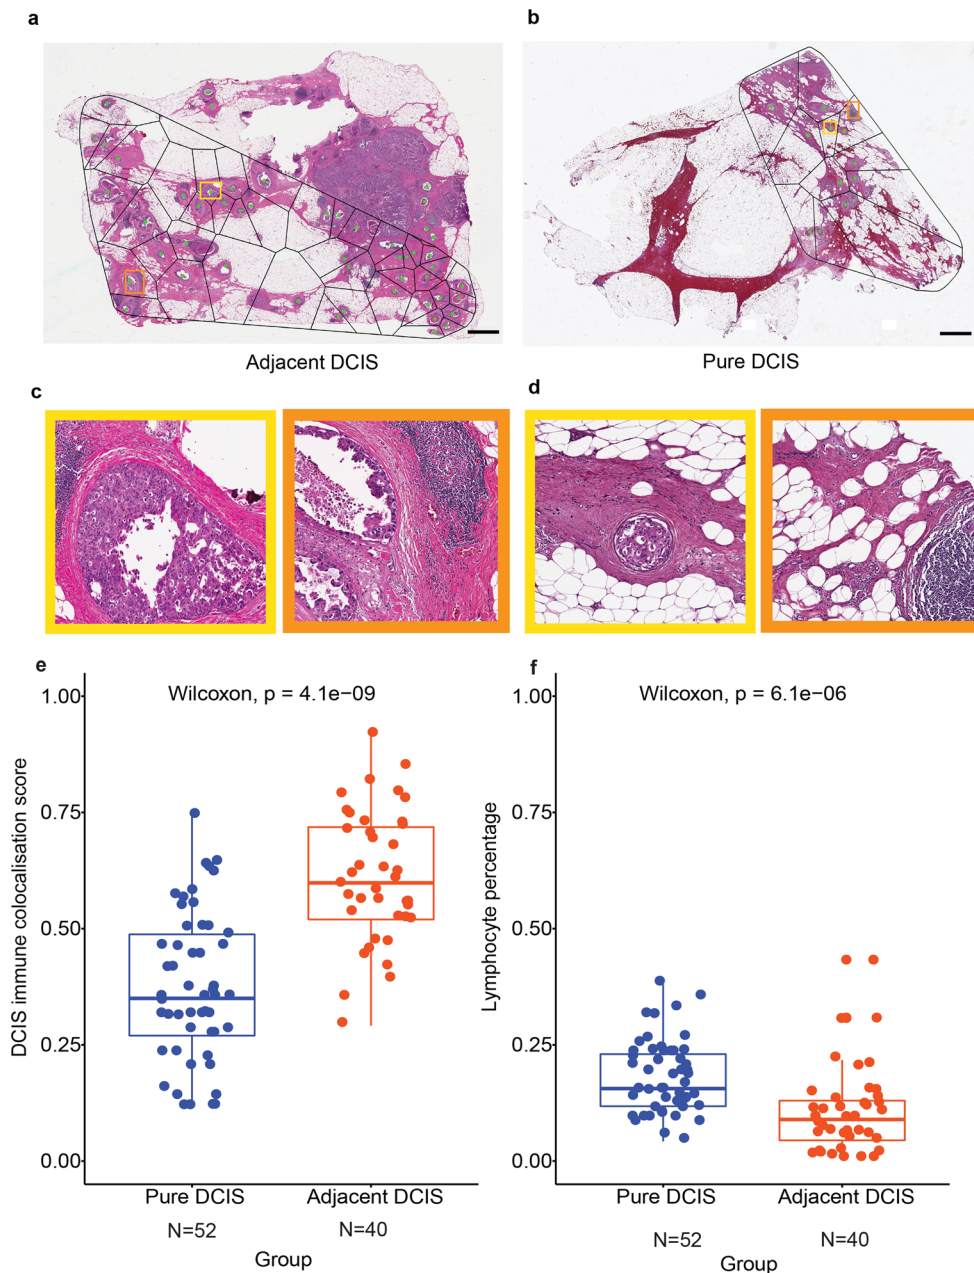 a
b
Adjacent DCIS
Pure DCIS
c
d
e
Wilcoxon, p = 4.1e−09
DCIS immune colocalisation score
1.00
0.75
0.50
0.25
0.00
Pure DCIS
Adjacent DCIS
N=52
N=40
Group
f
Wilcoxon, p = 6.1e−06
Lymphocyte percentage
1.00
0.75
0.50
0.25
0.00
Pure DCIS
Adjacent DCIS
N=52
N=40
Group